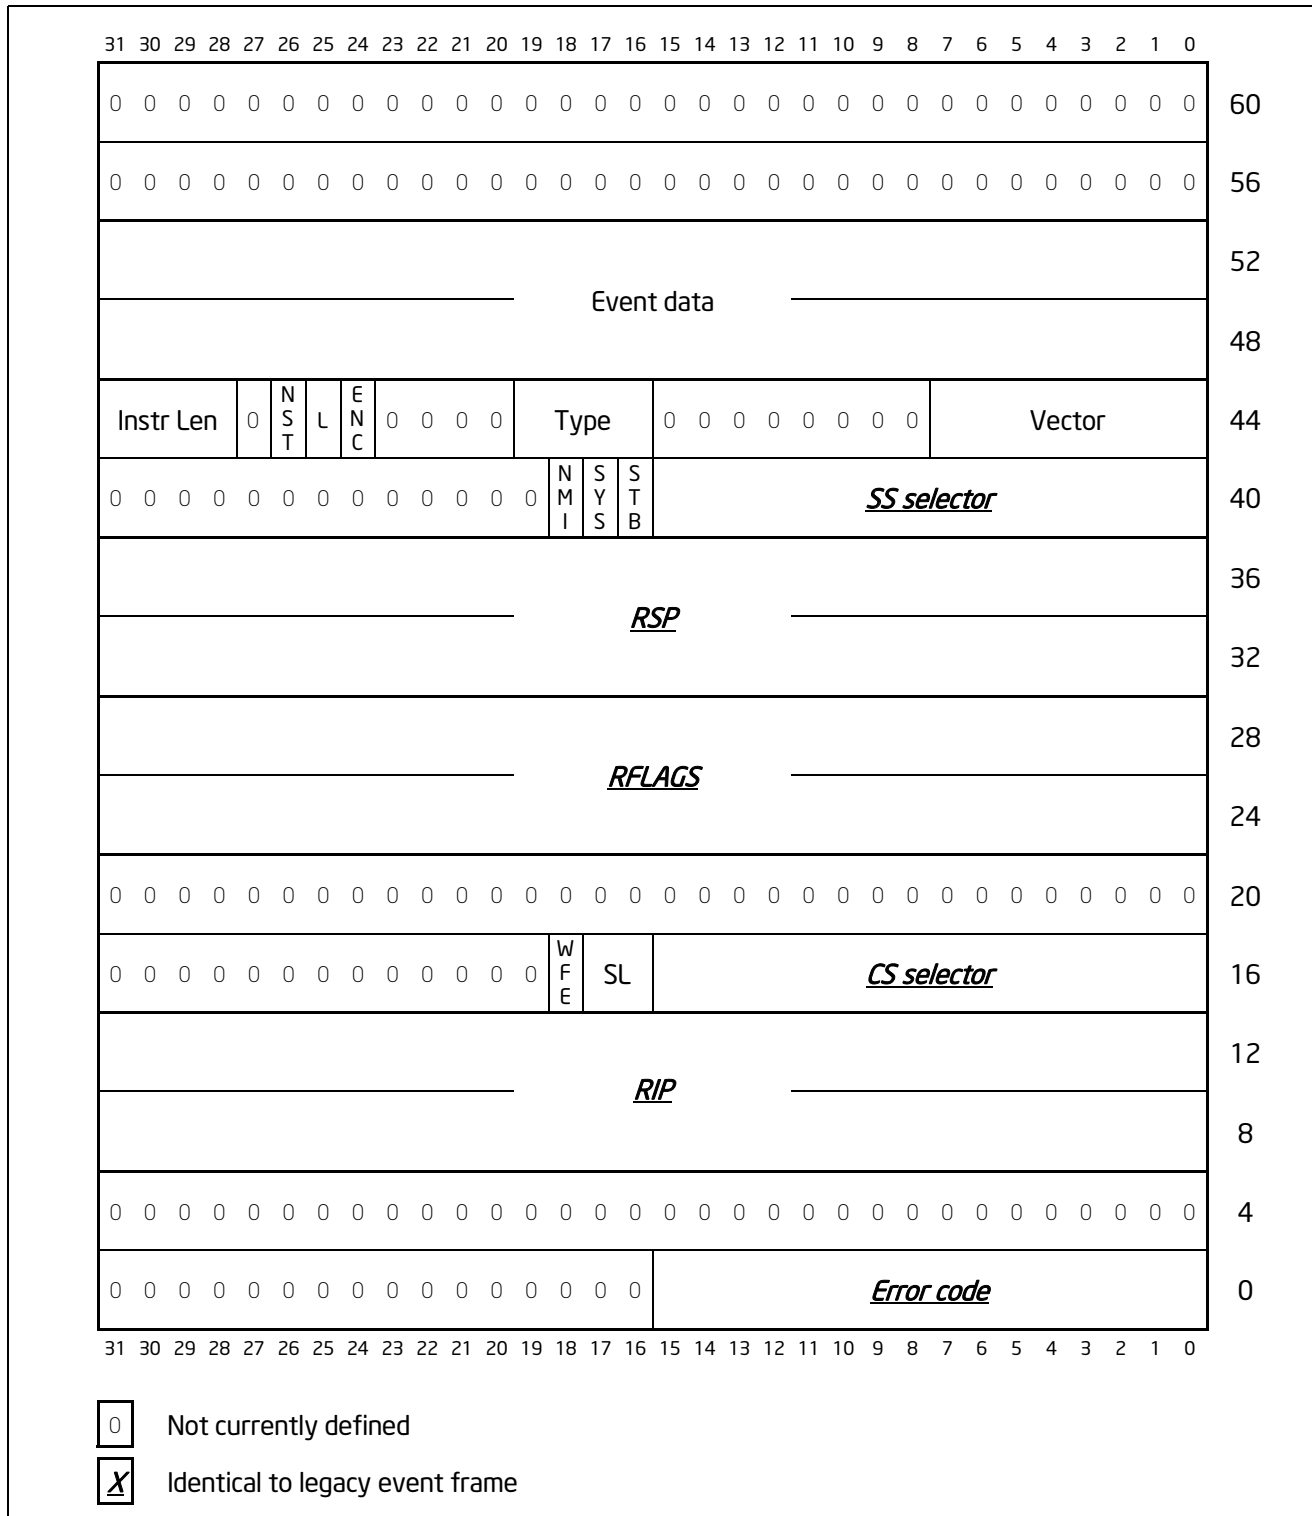 31 30 29 28 27 26 25 24 23 22 21 20 19 18 17 16 15 14 13 12 11 10 9 8 7 6 5 4 3 2 1 0
0 0 0 0 0 0 0 0 0 0 0 0 0 0 0 0 0 0 0 0 0 0 0 0 0 0 0 0 0 0 0 0 60
0 0 0 0 0 0 0 0 0 0 0 0 0 0 0 0 0 0 0 0 0 0 0 0 0 0 0 0 0 0 0 0 56
52
Event data
48
Instr Len 0 NST L ENC 0 0 0 0 Type 0 0 0 0 0 0 0 0 Vector 44
0 0 0 0 0 0 0 0 0 0 0 0 0 NMI SYS STB SS selector 40
36
RSP
32
28
RFLAGS
24
0 0 0 0 0 0 0 0 0 0 0 0 0 0 0 0 0 0 0 0 0 0 0 0 0 0 0 0 0 0 0 0 20
0 0 0 0 0 0 0 0 0 0 0 0 0 WFE SL CS selector 16
12
RIP
8
0 0 0 0 0 0 0 0 0 0 0 0 0 0 0 0 0 0 0 0 0 0 0 0 0 0 0 0 0 0 0 0 4
0 0 0 0 0 0 0 0 0 0 0 0 0 0 0 0 Error code 0
31 30 29 28 27 26 25 24 23 22 21 20 19 18 17 16 15 14 13 12 11 10 9 8 7 6 5 4 3 2 1 0
0 Not currently defined
X Identical to legacy event frame